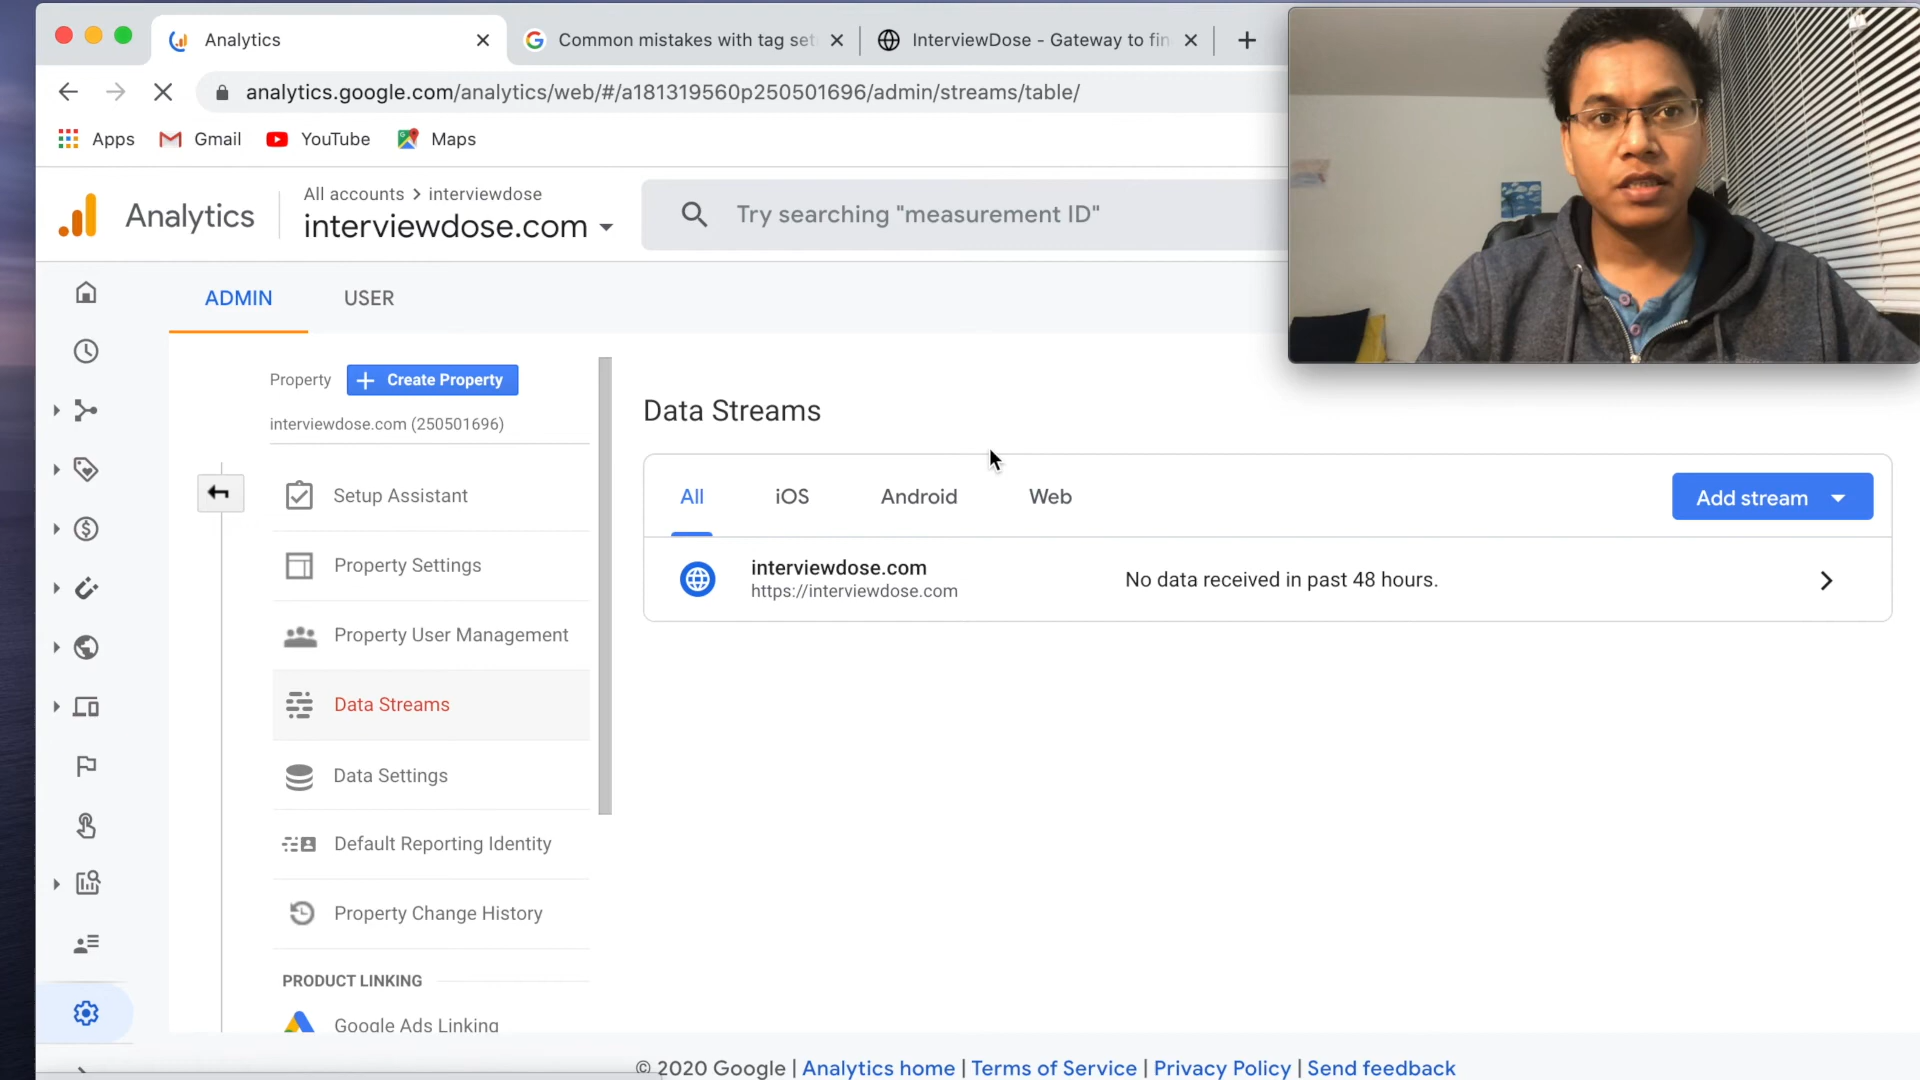 Analytics
Common mistakes with tag set
InterviewDose - Gateway to fin
analytics.google.com/analytics/web/#/a181319560p250501696/admin/streams/table/
Apps
Gmail
YouTube
Maps
Analytics
All accounts > interviewdose
interviewdose.com
Try searching "measurement ID"
ADMIN
USER
Property
+ Create Property
interviewdose.com (250501696)
Setup Assistant
Property Settings
Property User Management
Data Streams
Data Settings
Default Reporting Identity
Property Change History
PRODUCT LINKING
Google Ads Linking
Data Streams
All
iOS
Android
Web
Add stream
interviewdose.com
https://interviewdose.com
No data received in past 48 hours.
© 2020 Google | Analytics home | Terms of Service | Privacy Policy | Send feedback